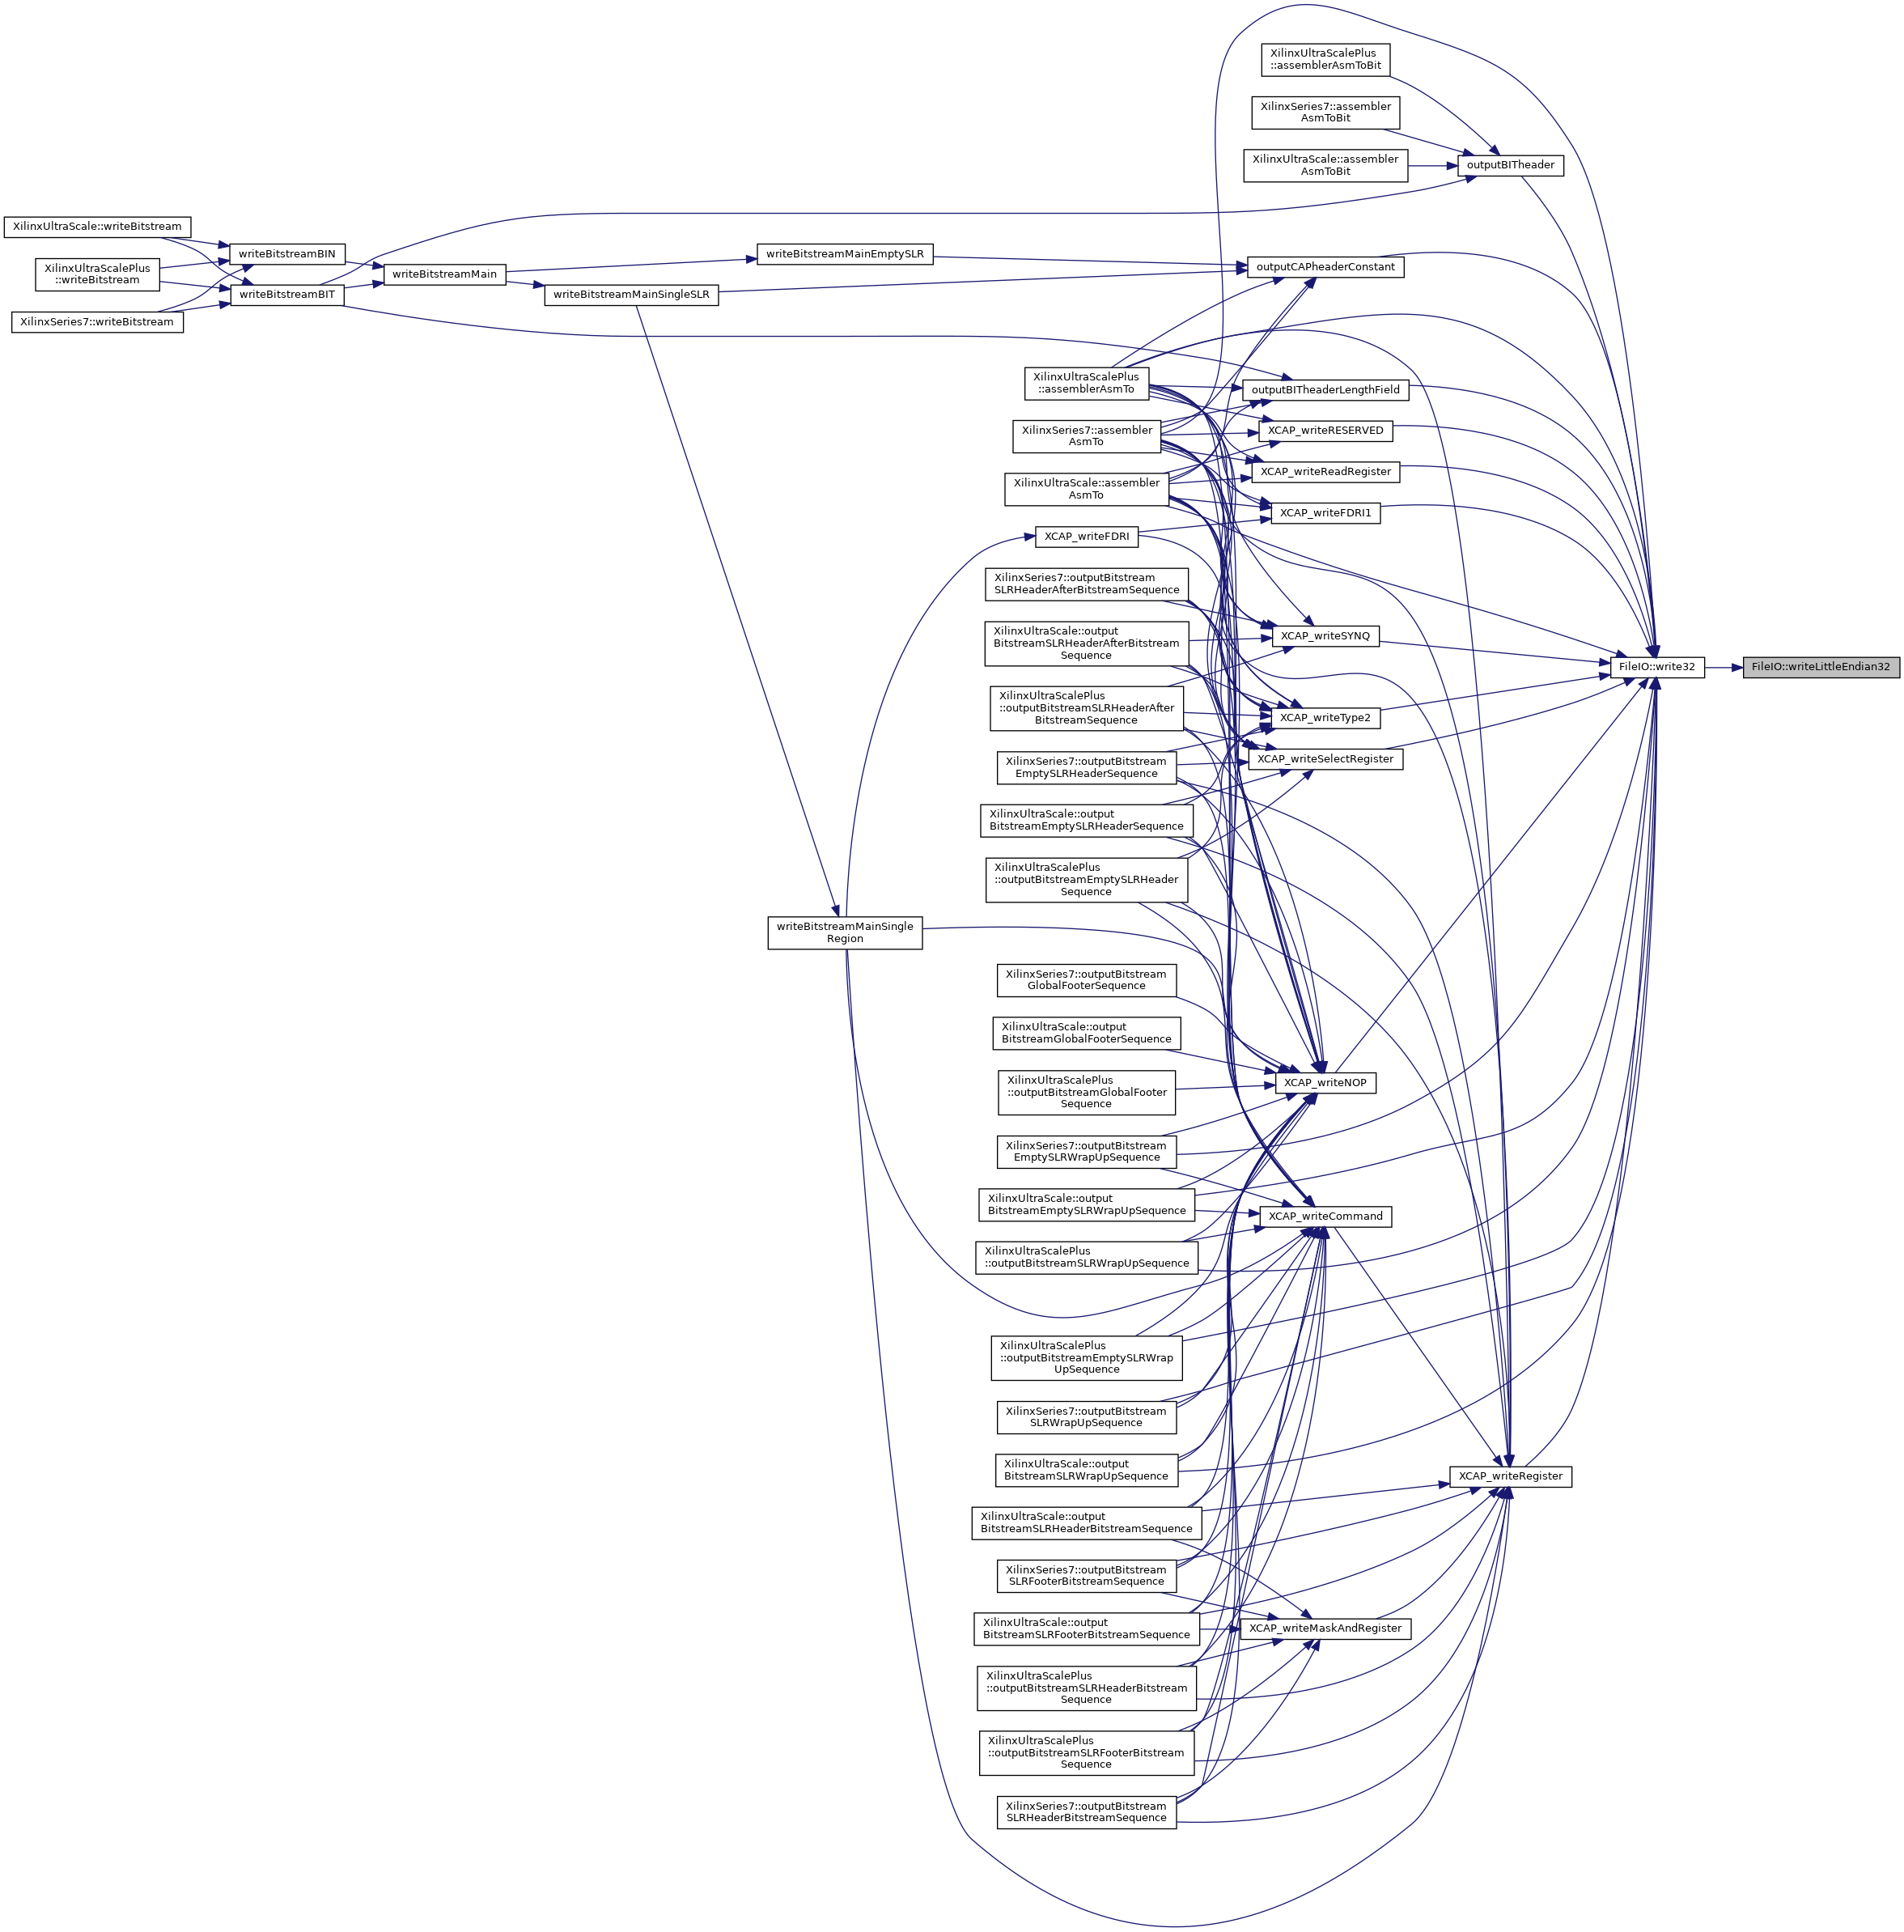 XilinxUltraScalePlus
::assemblerAsmToBit
XilinxSeries7::assembler
AsmToBit
XilinxUltraScale::assembler
AsmToBit
outputBITheader
XilinxUltraScale::writeBitstream
XilinxUltraScalePlus
::writeBitstream
XilinxSeries7::writeBitstream
writeBitstreamBIN
writeBitstreamBIT
writeBitstreamMain
writeBitstreamMainEmptySLR
writeBitstreamMainSingleSLR
outputCAPheaderConstant
XilinxUltraScalePlus
::assemblerAsmTo
outputBITheaderLengthField
XilinxSeries7::assembler
AsmTo
XCAP_writeRESERVED
XCAP_writeReadRegister
XilinxUltraScale::assembler
AsmTo
XCAP_writeFDRI1
XCAP_writeFDRI
XilinxSeries7::outputBitstream
SLRHeaderAfterBitstreamSequence
XilinxUltraScale::output
BitstreamSLRHeaderAfterBitstream
Sequence
XCAP_writeSYNQ
FileIO::write32
FileIO::writeLittleEndian32
XilinxUltraScalePlus
::outputBitstreamSLRHeaderAfter
BitstreamSequence
XCAP_writeType2
XCAP_writeSelectRegister
XilinxSeries7::outputBitstream
EmptySLRHeaderSequence
XilinxUltraScale::output
BitstreamEmptySLRHeaderSequence
XilinxUltraScalePlus
::outputBitstreamEmptySLRHeader
Sequence
writeBitstreamMainSingle
Region
XilinxSeries7::outputBitstream
GlobalFooterSequence
XilinxUltraScale::output
BitstreamGlobalFooterSequence
XilinxUltraScalePlus
::outputBitstreamGlobalFooter
Sequence
XCAP_writeNOP
XilinxSeries7::outputBitstream
EmptySLRWrapUpSequence
XilinxUltraScale::output
BitstreamEmptySLRWrapUpSequence
XCAP_writeCommand
XilinxUltraScalePlus
::outputBitstreamSLRWrapUpSequence
XilinxUltraScalePlus
::outputBitstreamEmptySLRWrap
UpSequence
XilinxSeries7::outputBitstream
SLRWrapUpSequence
XilinxUltraScale::output
BitstreamSLRWrapUpSequence
XCAP_writeRegister
XilinxUltraScale::output
BitstreamSLRHeaderBitstreamSequence
XilinxSeries7::outputBitstream
SLRFooterBitstreamSequence
XilinxUltraScale::output
BitstreamSLRFooterBitstreamSequence
XCAP_writeMaskAndRegister
XilinxUltraScalePlus
::outputBitstreamSLRHeaderBitstream
Sequence
XilinxUltraScalePlus
::outputBitstreamSLRFooterBitstream
Sequence
XilinxSeries7::outputBitstream
SLRHeaderBitstreamSequence